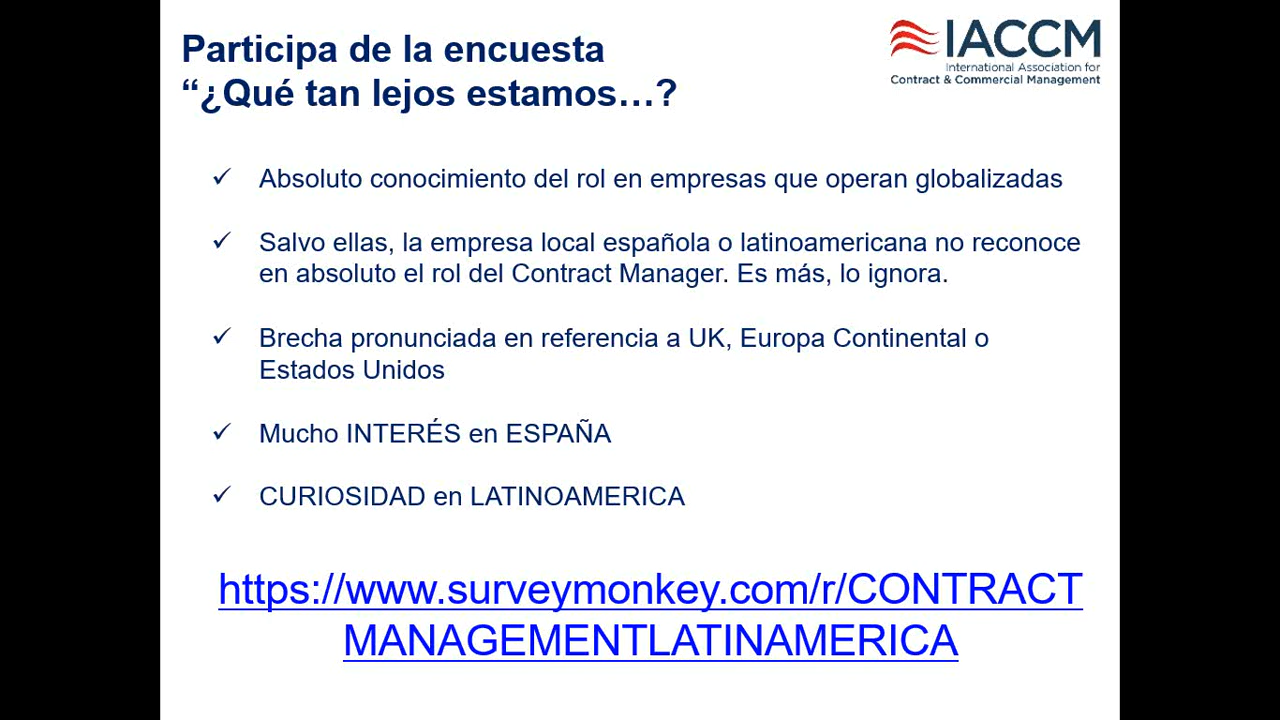 Participa de la encuesta
“¿Qué tan lejos estamos…?
IACCM
International Association for
Contract & Commercial Management
✓ Absoluto conocimiento del rol en empresas que operan globalizadas
✓ Salvo ellas, la empresa local española o latinoamericana no reconoce
en absoluto el rol del Contract Manager. Es más, lo ignora.
✓ Brecha pronunciada en referencia a UK, Europa Continental o
Estados Unidos
✓ Mucho INTERÉS en ESPAÑA
✓ CURIOSIDAD en LATINOAMERICA
https://www.surveymonkey.com/r/CONTRACT
MANAGEMENTLATINAMERICA